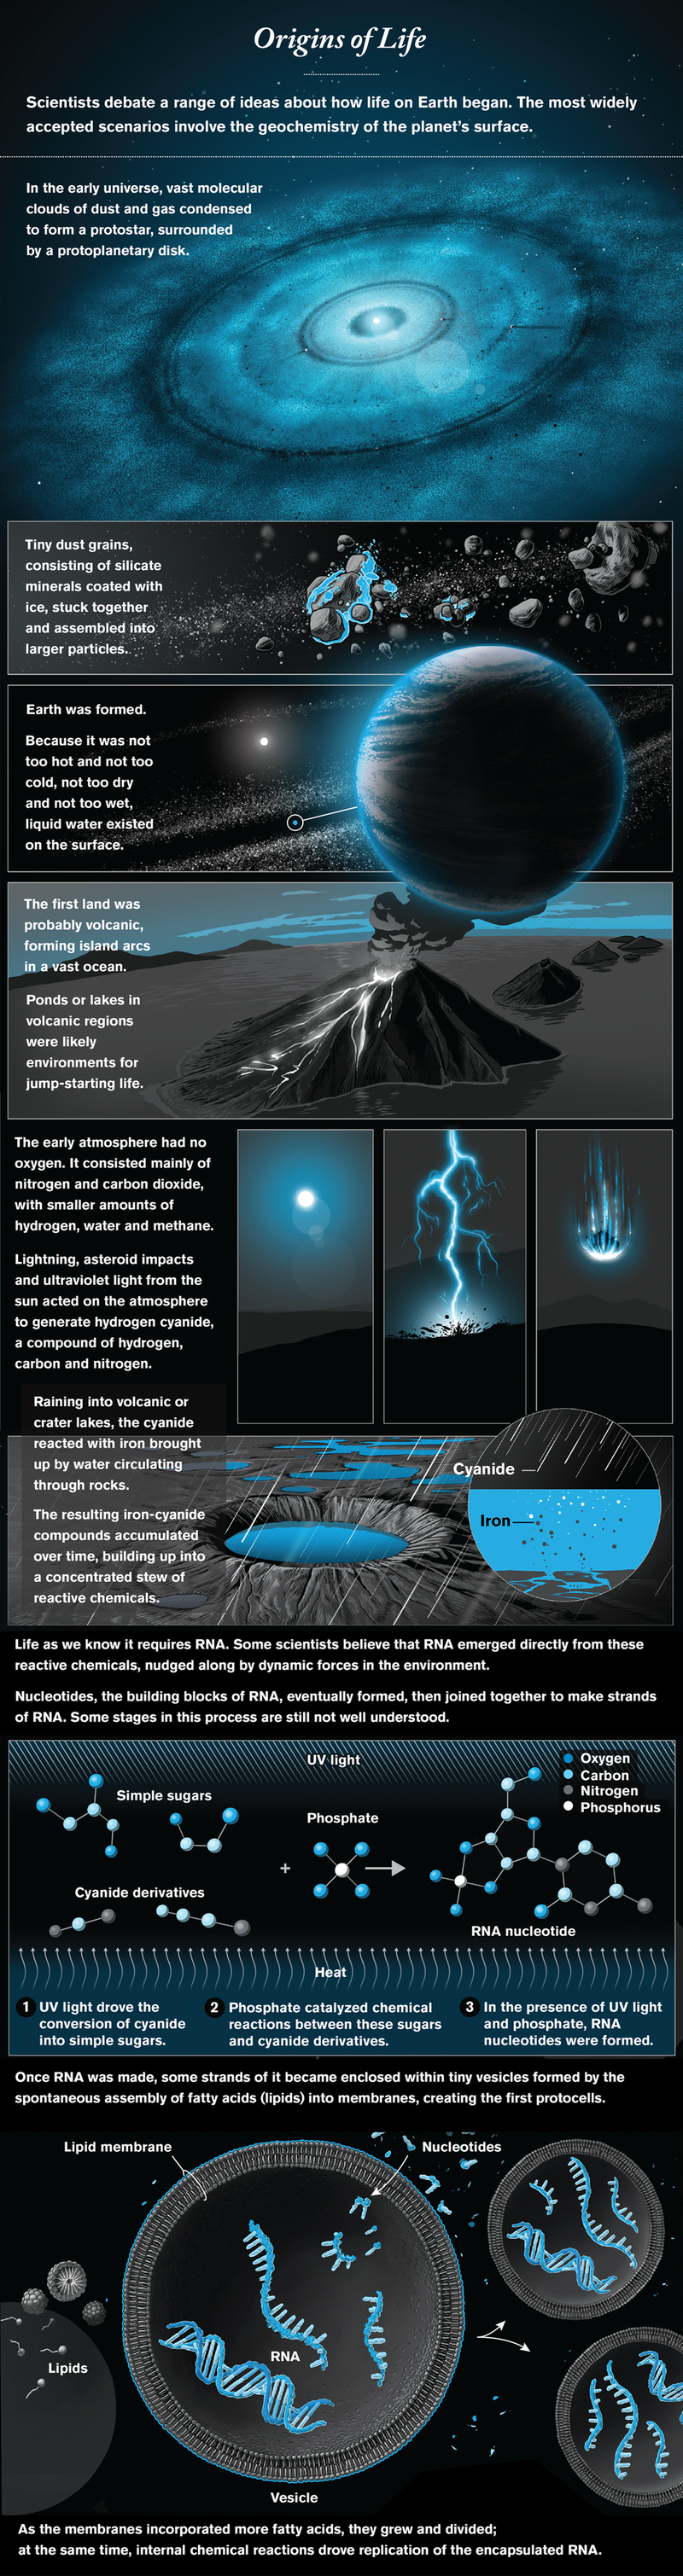 Origins of Life
Scientists debate a range of ideas about how life on Earth began. The most widely
accepted scenarios involve the geochemistry of the planet's surface.
In the early universe, vast molecular
clouds of dust and gas condensed
to form a protostar, surrounded
by a protoplanetary disk.
Tiny dust grains,
consisting of silicate
minerals coated with
ice, stuck together
and assembled into
larger particles.
Earth was formed.
Because it was not
too hot and not too
cold, not too dry
and not too wet,
liquid water existed
on the surface.
The first land was
probably volcanic,
forming island arcs
in a vast ocean.
Ponds or lakes in
volcanic regions
were likely
environments for
jump-starting life.
The early atmosphere had no
oxygen. It consisted mainly of
nitrogen and carbon dioxide,
with smaller amounts of
hydrogen, water and methane.
Lightning, asteroid impacts
and ultraviolet light from the
sun acted on the atmosphere
to generate hydrogen cyanide,
a compound of hydrogen,
carbon and nitrogen.
Raining into volcanic or
crater lakes, the cyanide
reacted with iron brought
up by water circulating
through rocks.
The resulting iron-cyanide
compounds accumulated
over time, building up into
a concentrated stew of
reactive chemicals.
Cyanide
Iron
Life as we know it requires RNA. Some scientists believe that RNA emerged directly from these
reactive chemicals, nudged along by dynamic forces in the environment.
Nucleotides, the building blocks of RNA, eventually formed, then joined together to make strands
of RNA. Some stages in this process are still not well understood.
UV light
Oxygen
Carbon
Nitrogen
Phosphorus
Simple sugars
Phosphate
+
Cyanide derivatives
RNA nucleotide
Heat
1 UV light drove the
conversion of cyanide
into simple sugars.
2 Phosphate catalyzed chemical
reactions between these sugars
and cyanide derivatives.
3 In the presence of UV light
and phosphate, RNA
nucleotides were formed.
Once RNA was made, some strands of it became enclosed within tiny vesicles formed by the
spontaneous assembly of fatty acids (lipids) into membranes, creating the first protocells.
Lipid membrane
Nucleotides
RNA
Lipids
Vesicle
As the membranes incorporated more fatty acids, they grew and divided;
at the same time, internal chemical reactions drove replication of the encapsulated RNA.